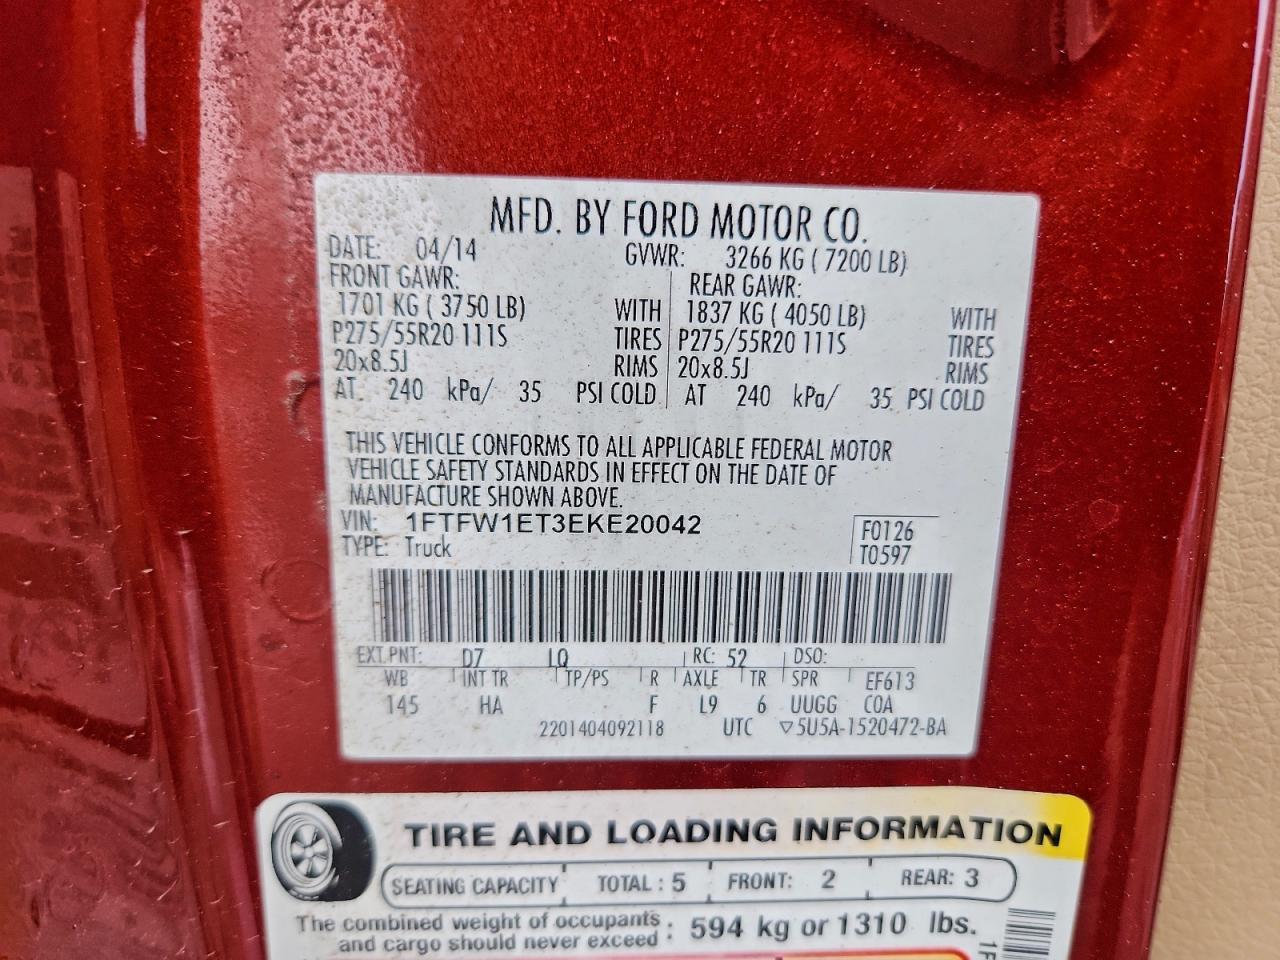 MFD. BY FORD MOTOR CO.
DATE: 04/14 GVWR: 3266 KG ( 7200 LB)
FRONT GAWR: REAR GAWR:
1701 KG ( 3750 LB) WITH 1837 KG ( 4050 LB) WITH
P275/55R20 111S TIRES P275/55R20 111S TIRES
20x8.5J RIMS 20x8.5J RIMS
AT 240 kPa/ 35 PSI COLD AT 240 kPa/ 35 PSI COLD
THIS VEHICLE CONFORMS TO ALL APPLICABLE FEDERAL MOTOR
VEHICLE SAFETY STANDARDS IN EFFECT ON THE DATE OF
MANUFACTURE SHOWN ABOVE.
VIN: 1FTFW1ET3EKE20042 F0126
TYPE: Truck T0597
EXT PNT: D7 LQ RC: 52 DSO:
WB INT TR TP/PS R AXLE TR SPR EF613
145 HA F L9 6 UUGG COA
2201404092118 UTC ▽5U5A-1520472-BA
TIRE AND LOADING INFORMATION
SEATING CAPACITY TOTAL : 5 FRONT: 2 REAR: 3
The combined weight of occupants
and cargo should never exceed : 594 kg or 1310 lbs.
1F